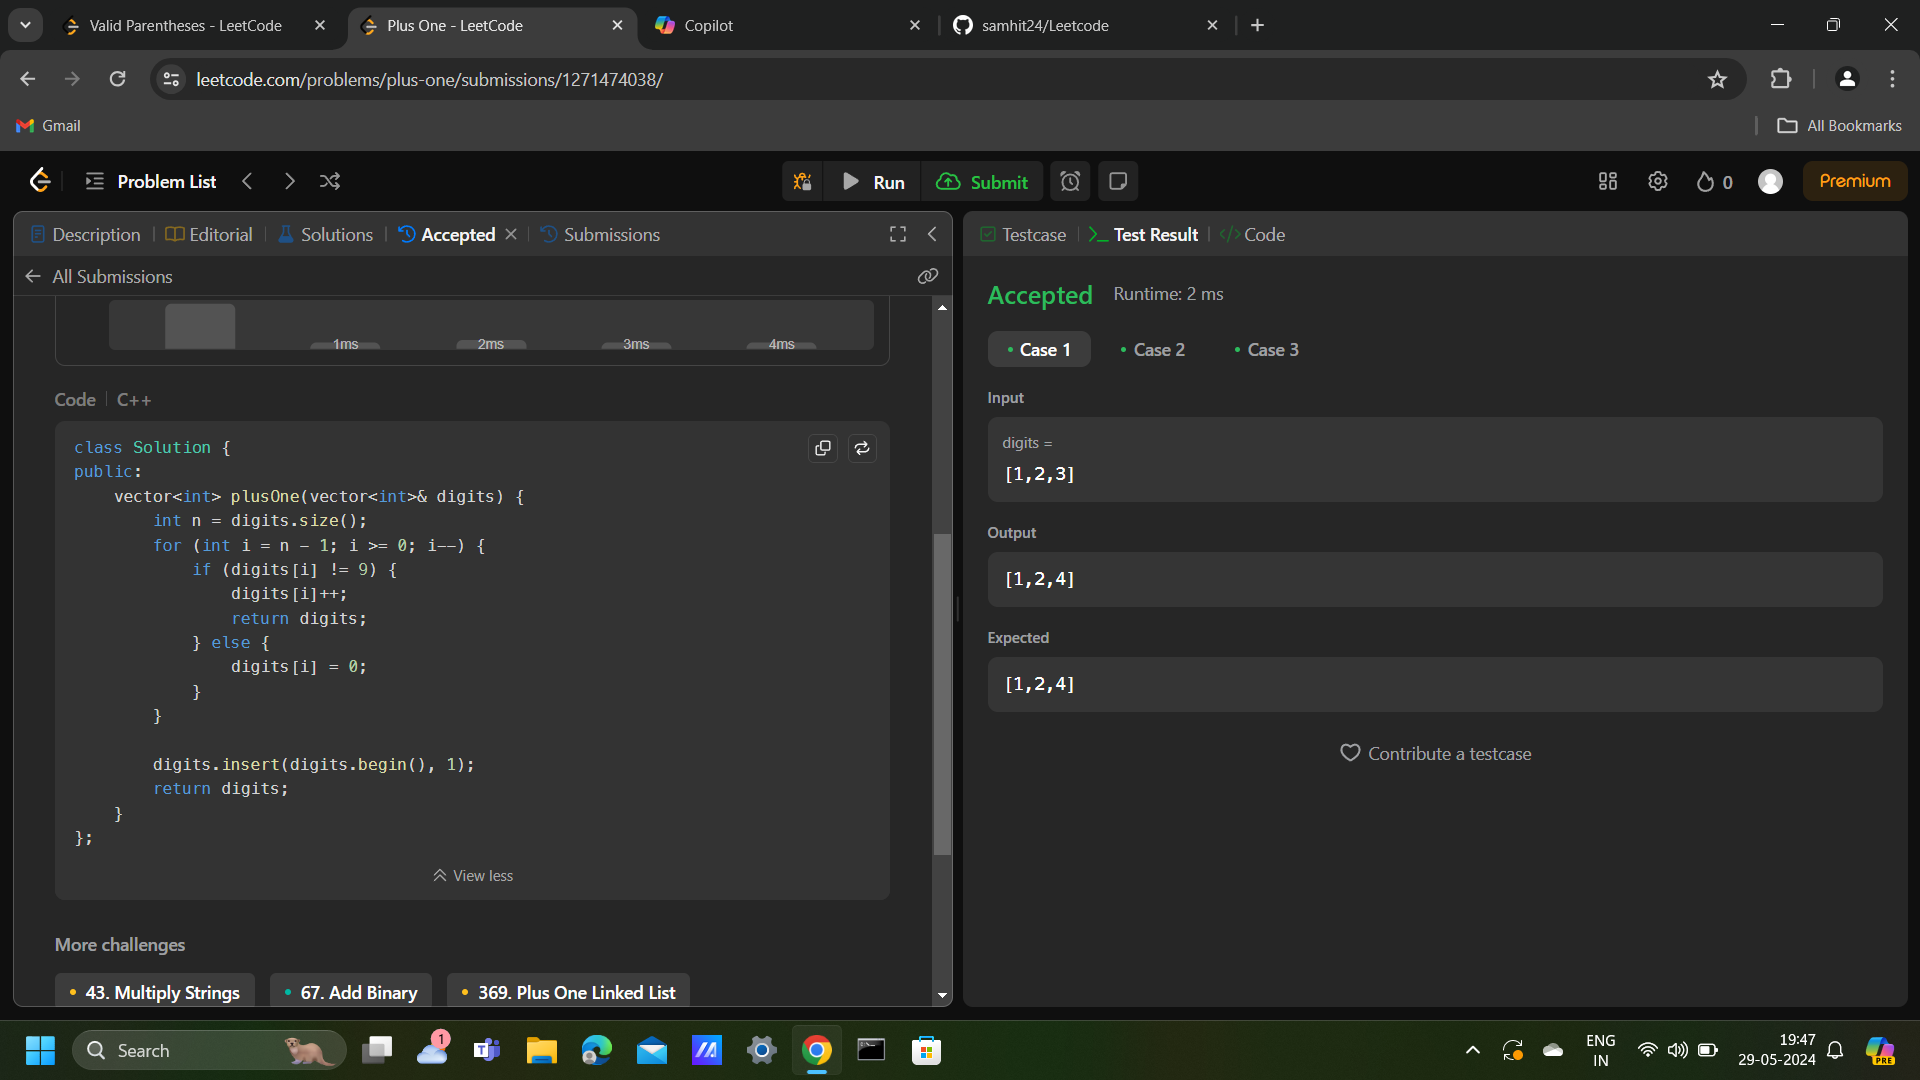 Valid Parentheses - LeetCode
Plus One - LeetCode
Copilot
samhit24/Leetcode
leetcode.com/problems/plus-one/submissions/1271474038/
Gmail
All Bookmarks
Problem List
Run
Submit
0
Premium
Description
Editorial
Solutions
Accepted
Submissions
All Submissions
1ms
2ms
3ms
4ms
Code
C++
class Solution {
public:
    vector<int> plusOne(vector<int>& digits) {
        int n = digits.size();
        for (int i = n - 1; i >= 0; i--) {
            if (digits[i] != 9) {
                digits[i]++;
                return digits;
            } else {
                digits[i] = 0;
            }
        }
        digits.insert(digits.begin(), 1);
        return digits;
    }
};
View less
More challenges
43. Multiply Strings
67. Add Binary
369. Plus One Linked List
Testcase
Test Result
</> Code
Accepted
Runtime: 2 ms
Case 1
Case 2
Case 3
Input
digits =
[1,2,3]
Output
[1,2,4]
Expected
[1,2,4]
Contribute a testcase
Search
1
ENG
IN
19:47
29-05-2024
PRE